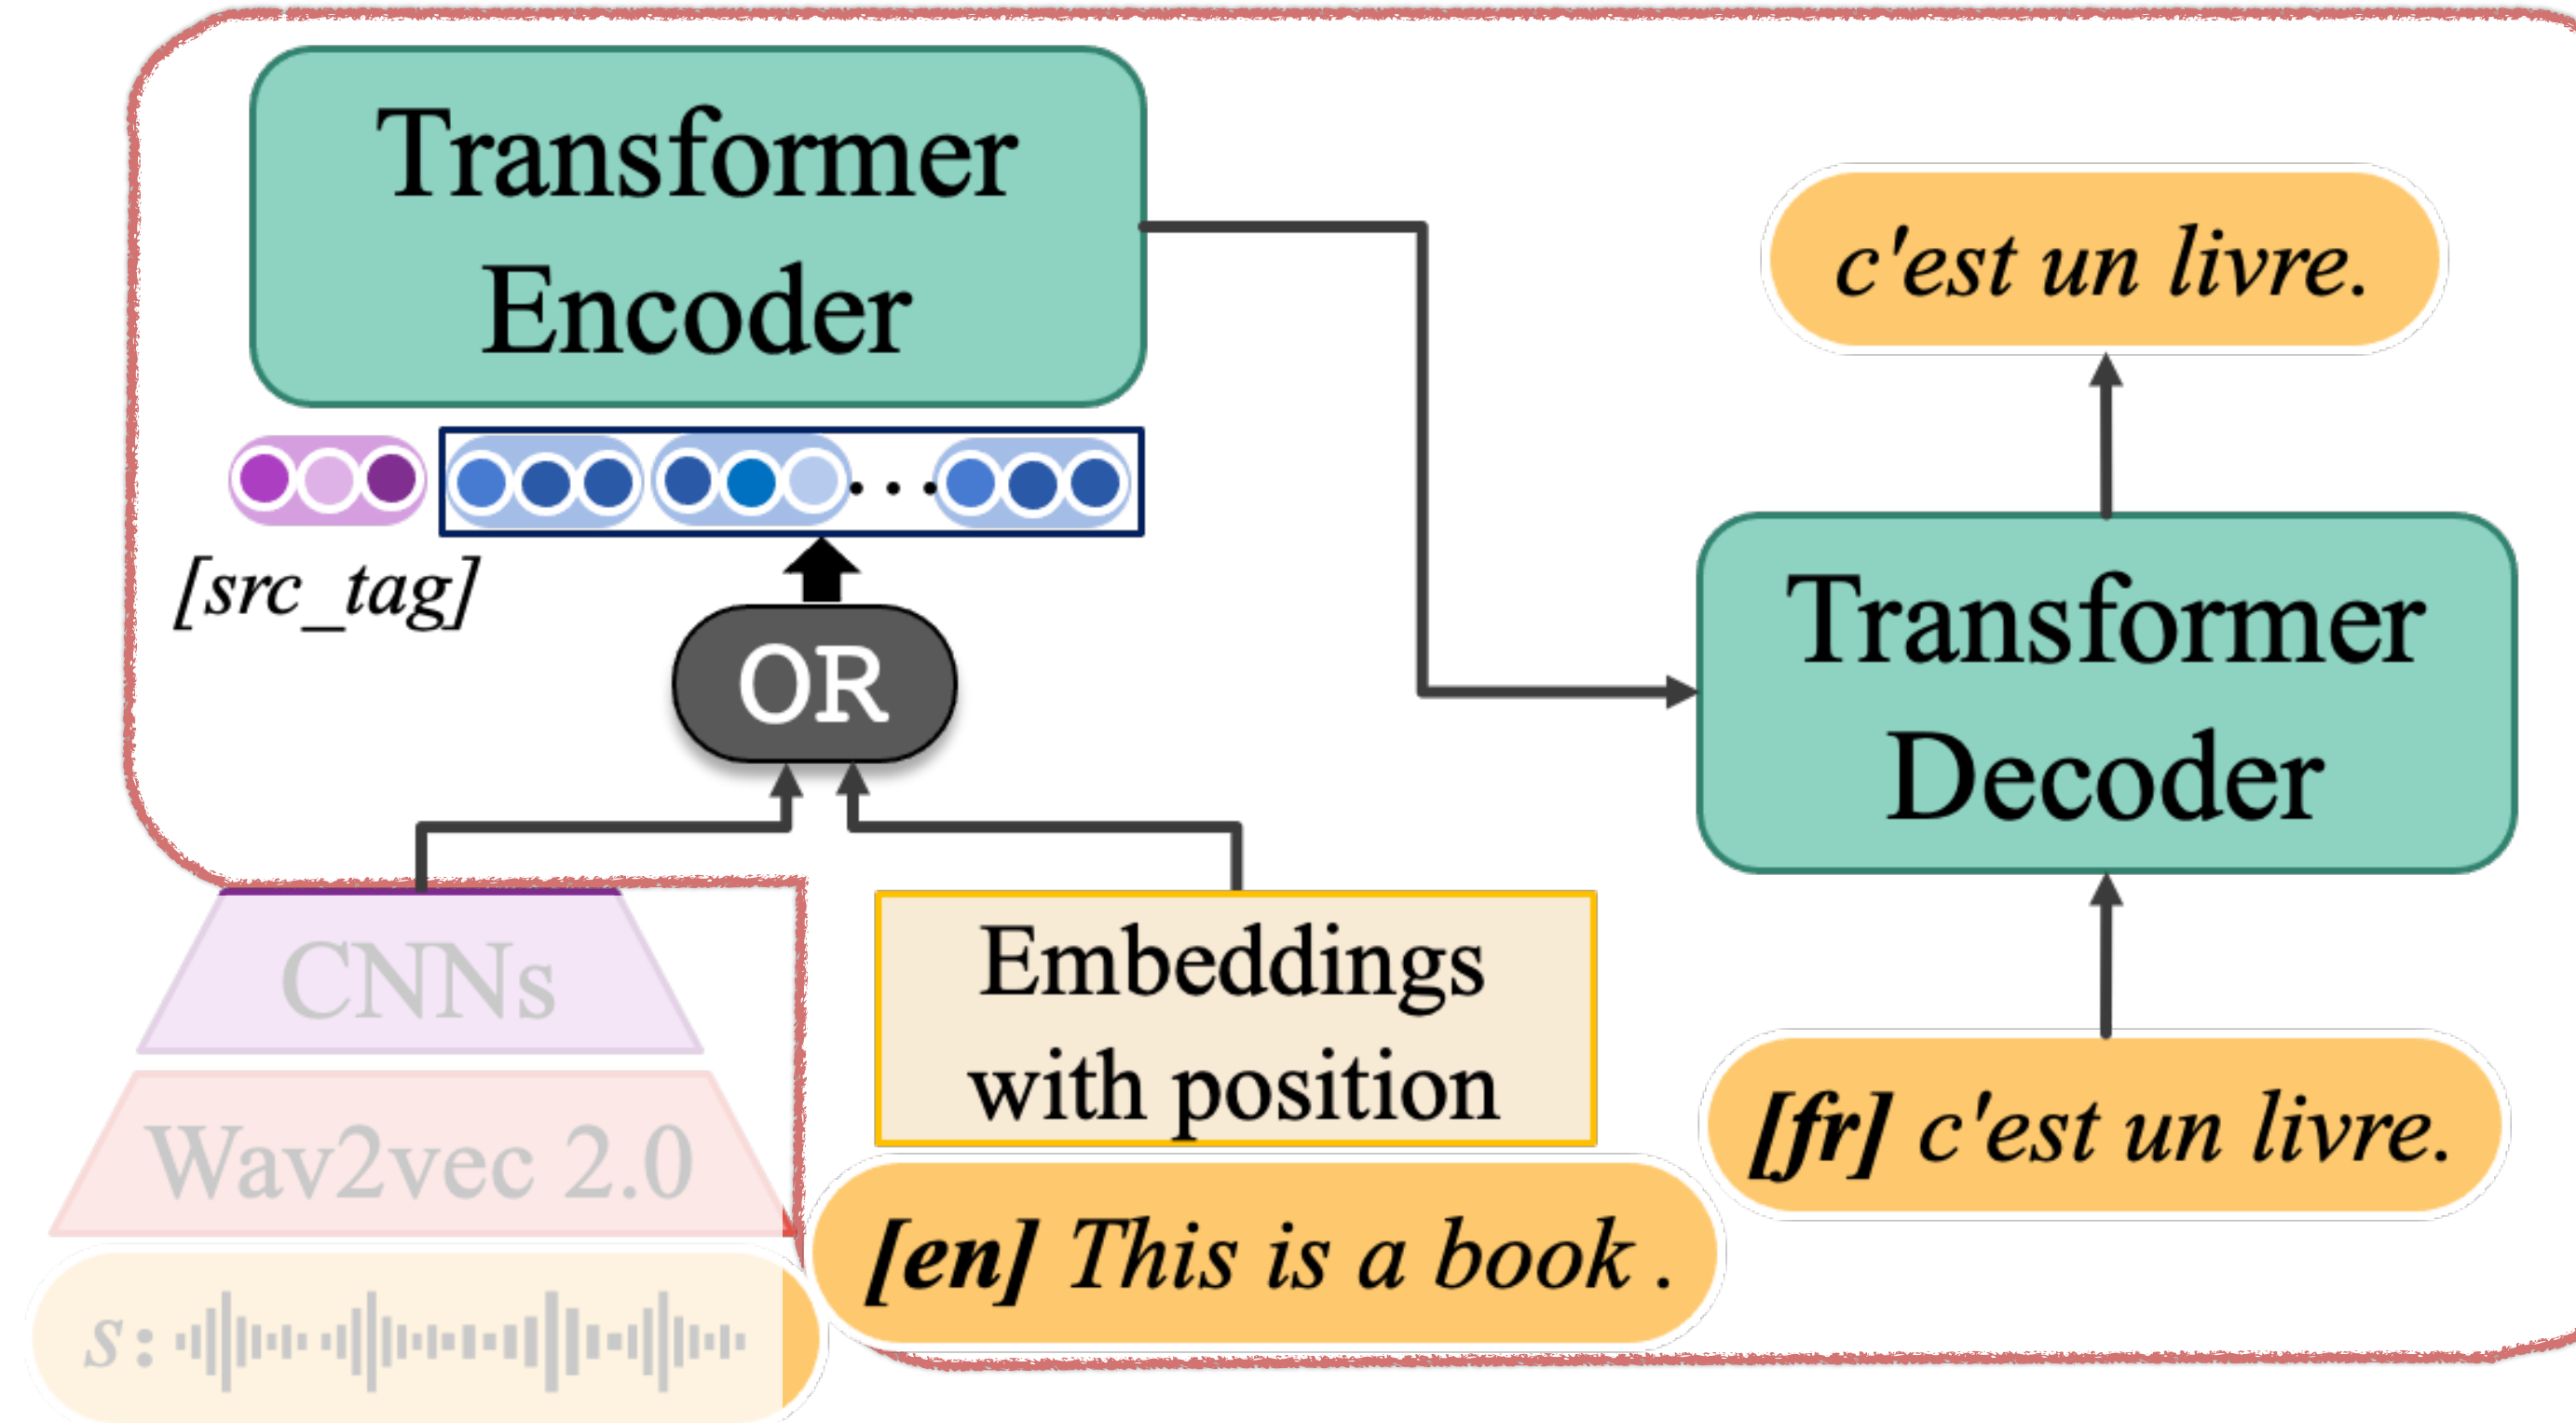 Transformer
Encoder
[src_tag]
...
OR
CNNs
Wav2vec 2.0
s:
Embeddings
with position
[en] This is a book .
c'est un livre.
Transformer
Decoder
[fr] c'est un livre.